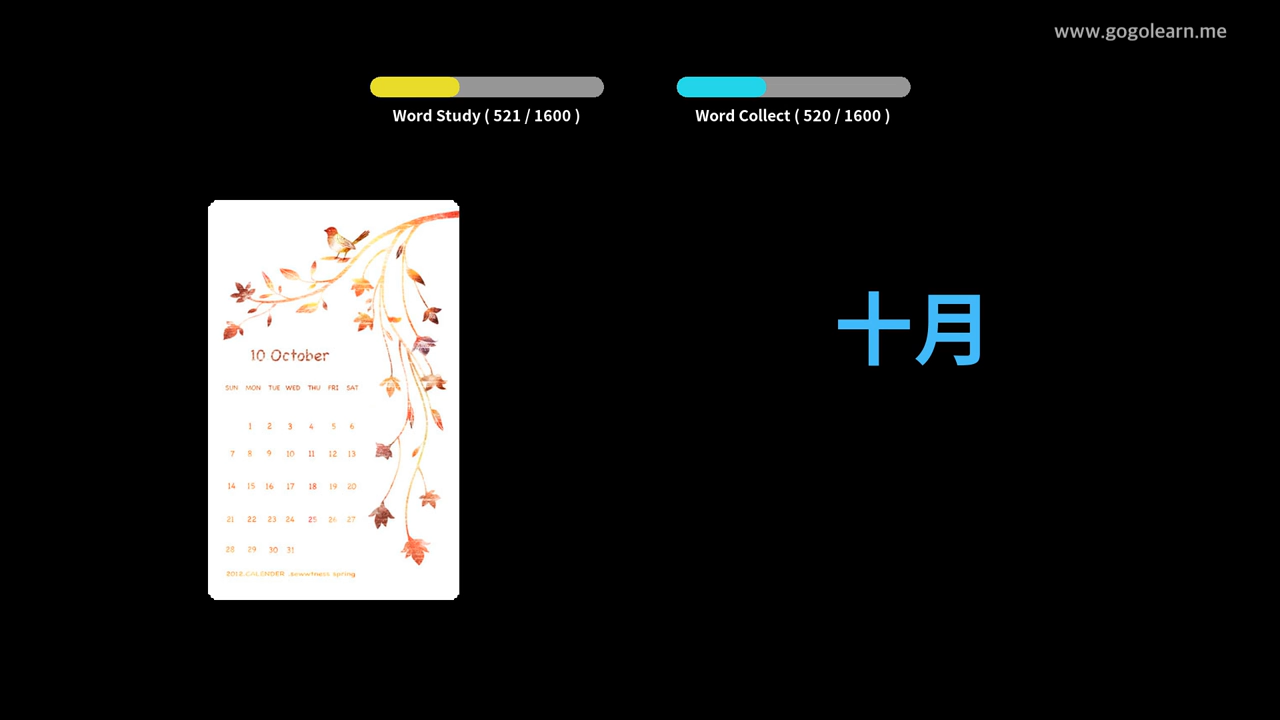 www.gogolearn.me
Word Study ( 521 / 1600 )
Word Collect ( 520 / 1600 )
10 October
SUN MON TUE WED THU FRI SAT
1 2 3 4 5 6
7 8 9 10 11 12 13
14 15 16 17 18 19 20
21 22 23 24 25 26 27
28 29 30 31
2012.CALENDER spring
十月